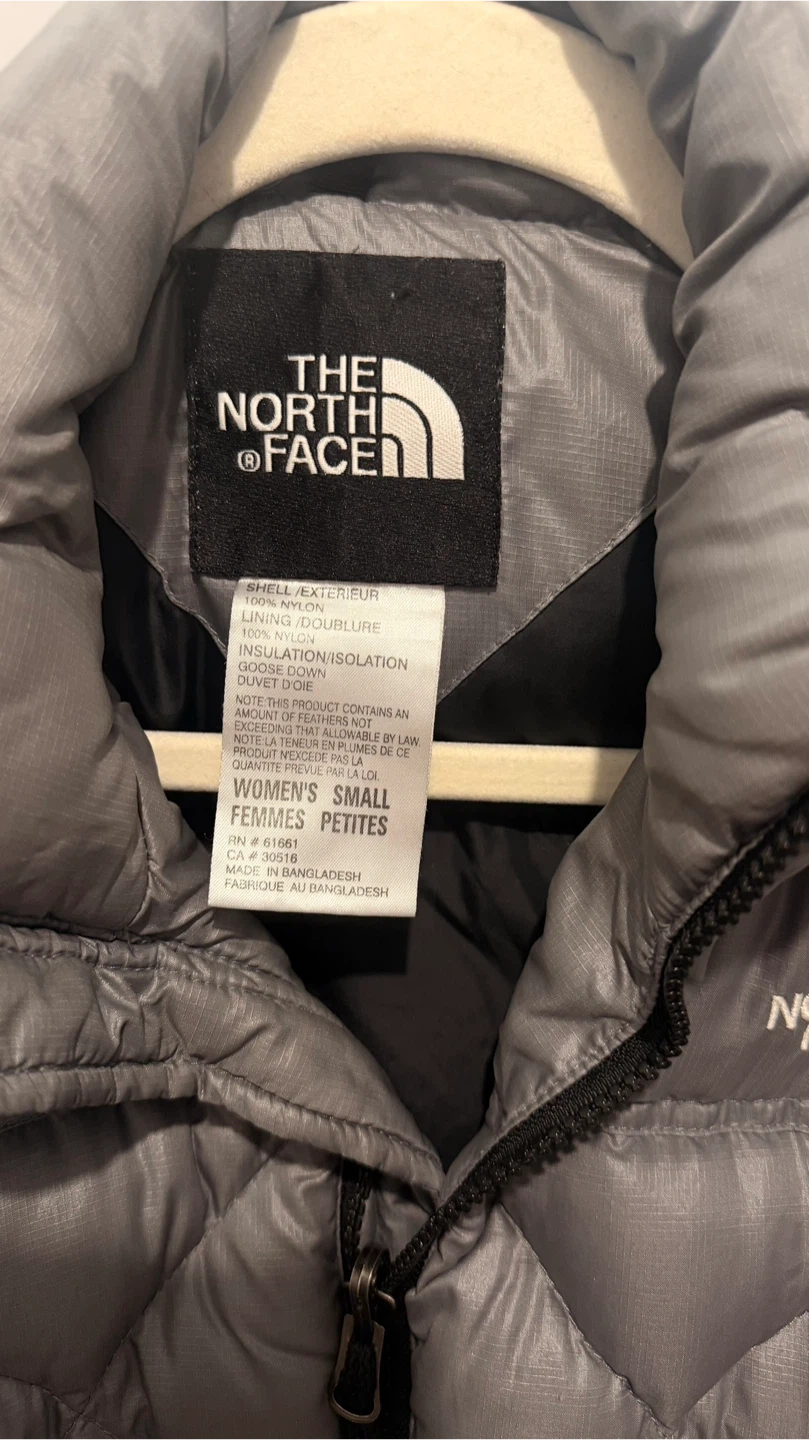 THE
NORTH
®FACE
SHELL /EXTÉRIEUR
100% NYLON
LINING /DOUBLURE
100% NYLON
INSULATION/ISOLATION
GOOSE DOWN
DUVET D'OIE
NOTE:THIS PRODUCT CONTAINS AN
AMOUNT OF FEATHERS NOT
EXCEEDING THAT ALLOWABLE BY LAW.
NOTE:LA TENEUR EN PLUMES DE CE
PRODUIT N'EXCEDE PAS LA
QUANTITE PREVUE PAR LA LOI.
WOMEN'S SMALL
FEMMES PETITES
RN # 61661
CA # 30516
MADE IN BANGLADESH
FABRIQUE AU BANGLADESH